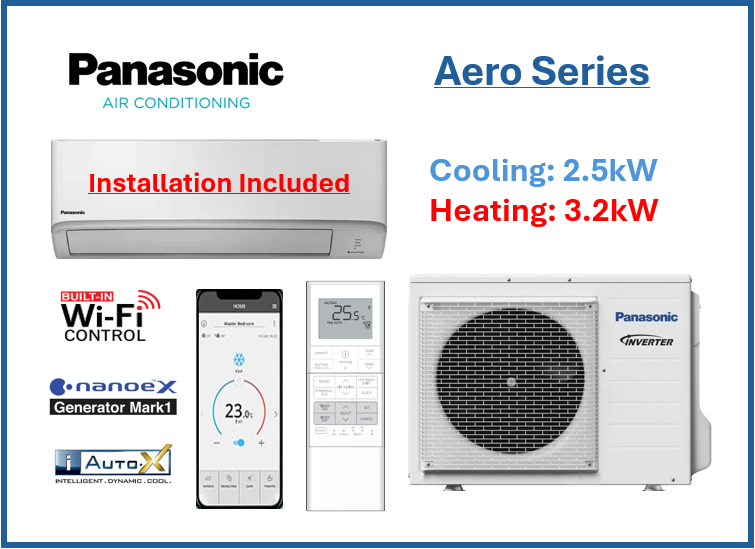 Panasonic
AIR CONDITIONING
Aero Series
Installation Included
Panasonic
Cooling: 2.5kW
Heating: 3.2kW
BUILT-IN
Wi-Fi
CONTROL
nanoeX
Generator Mark1
iAUTOX
INTELLIGENT . DYNAMIC . COOL .
HOME
Master Bedroom
Cool
23.0°c
25.5°c
Panasonic
INVERTER